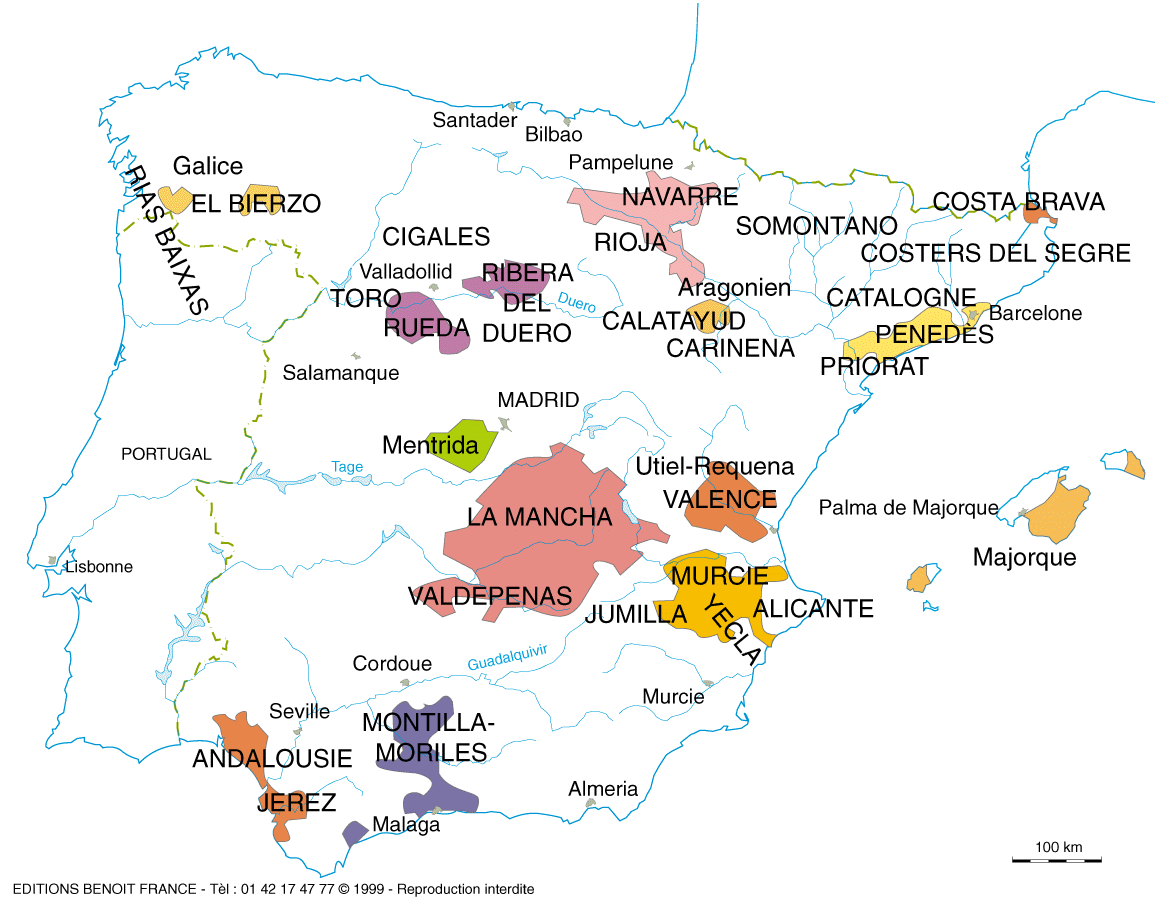 Santader
Bilbao
Pampelune
Galice
RIAS BAIXAS
EL BIERZO
NAVARRE
COSTA BRAVA
SOMONTANO
CIGALES
RIOJA
COSTERS DEL SEGRE
Valladollid
RIBERA
DEL
DUERO
Duero
TORO
RUEDA
Aragonien
CATALOGNE
CALATAYUD
CARINENA
Barcelone
PENEDÈS
PRIORAT
Salamanque
MADRID
Mentrida
PORTUGAL
Tage
Utiel-Requena
VALENCE
LA MANCHA
Palma de Majorque
Majorque
Lisbonne
VALDEPENAS
MURCIE
JUMILLA
YECLA
ALICANTE
Guadalquivir
Cordoue
Murcie
Seville
MONTILLA-
MORILES
ANDALOUSIE
JEREZ
Almeria
Malaga
100 km
EDITIONS BENOIT FRANCE - Tèl : 01 42 17 47 77 © 1999 - Reproduction interdite